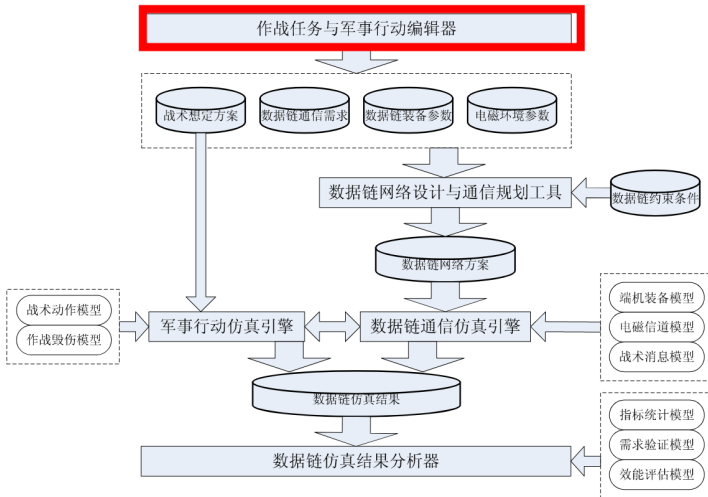 作战任务与军事行动编辑器
战术想定方案
数据链通信需求
数据链装备参数
电磁环境参数
数据链网络设计与通信规划工具
数据链约束条件
数据链网络方案
战术动作模型
作战毁伤模型
军事行动仿真引擎
数据链通信仿真引擎
端机装备模型
电磁信道模型
战术消息模型
数据链仿真结果
数据链仿真结果分析器
指标统计模型
需求验证模型
效能评估模型